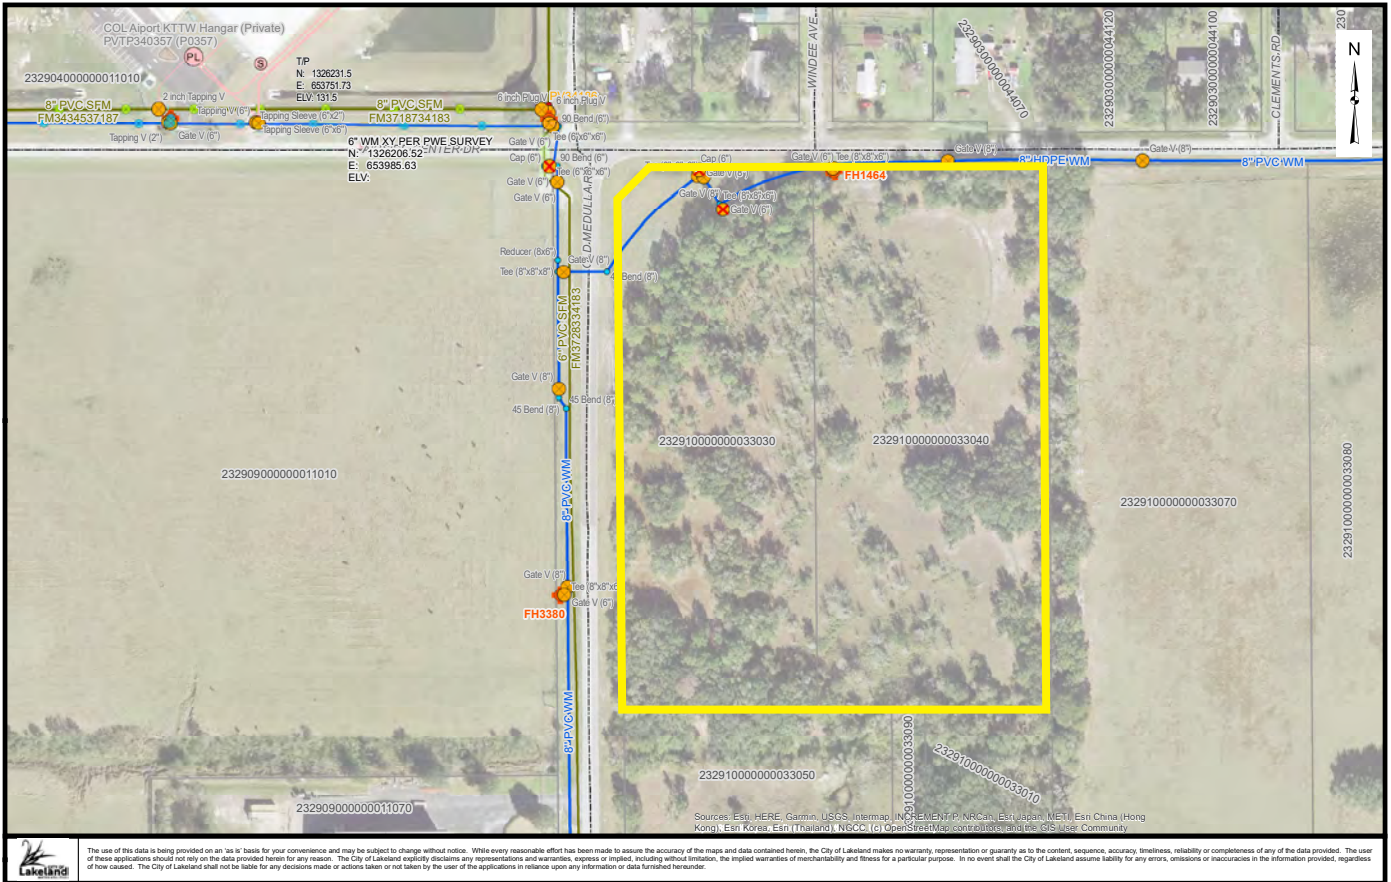 COL Aiport KTTW Hangar (Private)
PVTP340357 (P0357)
PL
S
232904000000011010
T/P
N: 1326231.5
E: 653751.73
ELV: 131.5
2 inch Tapping V
8" PVC SFM
FM3434537187
Tapping V (6")
Tapping Sleeve (6"x2")
8" PVC SFM
FM3718734183
6 inch Plug V
6 inch Plug V
90 Bend (6")
Tapping V (2")
Gate V (6")
Tapping Sleeve (6"x6")
Tee (6"x6"x6")
6" WM XY PER PWE SURVEY
N: 1326206.52
E: 653985.63
ELV:
ENTER DR
Gate V (6")
Cap (6")
90 Bend (6")
Tee (6"x6"x6")
Gate V (6")
Gate V (6")
WINDEE AVE
232903000000044070
232903000000044120
232903000000044100
CLEMENTS RD
2301
N
Cap (6")
Gate V (8")
Gate V (6")
Tee (8"x8"x6")
FH1464
Gate V (8")
8" HDPE WM
Gate V (8")
8" PVC WM
Gate V (8")
Tee (8"x8"x6")
Gate V (6")
OLD MEDULLA RD
Reducer (8x6")
Tee (8"x8"x8")
Gate V (8")
Bend (8")
6" PVC SFM
FM3728334183
Gate V (8")
45 Bend (8")
45 Bend (8"
232910000000033030
232910000000033040
232909000000011010
232910000000033070
232910000000033080
8" PVC WM
Gate V (8")
Tee (8"x8"x6
Gate V (6")
FH3380
8" PVC WM
232910000000033050
232910000000033010
232909000000011070
Sources: Esri, HERE, Garmin, USGS, Intermap, INCREMENT P, NRCan, Esri Japan, METI, Esri China (Hong
Kong), Esri Korea, Esri (Thailand), NGCC, (c) OpenStreetMap contributors, and the GIS User Community
Lakeland
The use of this data is being provided on an 'as is' basis for your convenience and may be subject to change without notice. While every reasonable effort has been made to assure the accuracy of the maps and data contained herein, the City of Lakeland makes no warranty, representation or guaranty as to the content, sequence, accuracy, timeliness, reliability or completeness of any of the data provided. The user
of these applications should not rely on the data provided herein for any reason. The City of Lakeland explicitly disclaims any representations and warranties, express or implied, including without limitation, the implied warranties of merchantability and fitness for a particular purpose. In no event shall the City of Lakeland assume liability for any errors, omissions or inaccuracies in the information provided, regardless
of how caused. The City of Lakeland shall not be liable for any decisions made or actions taken or not taken by the user of the applications in reliance upon any information or data furnished hereunder.